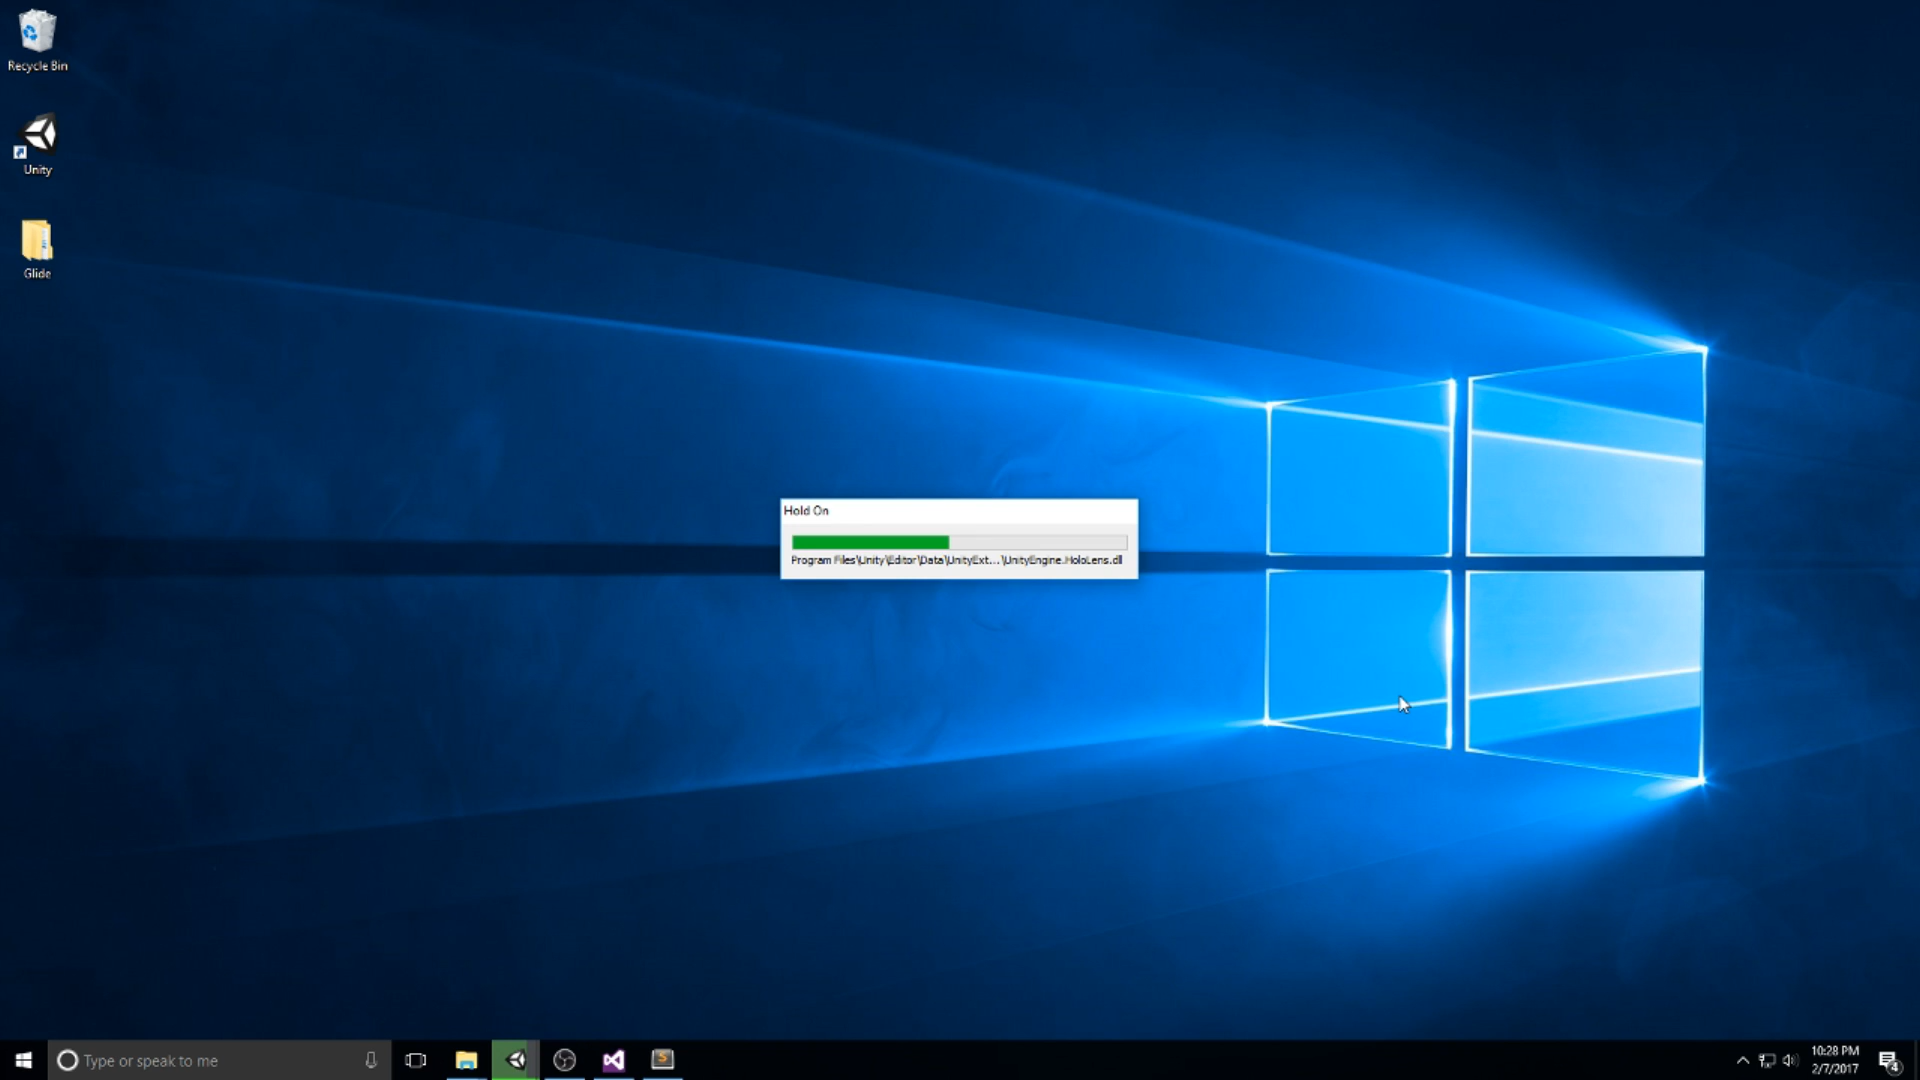 Recycle Bin
Unity
Glide
Hold On
Program Files\Unity\Editor\Data\UnityExt...\UnityEngine.HoloLens.dll
Type or speak to me
S
10:28 PM
2/7/2017
4